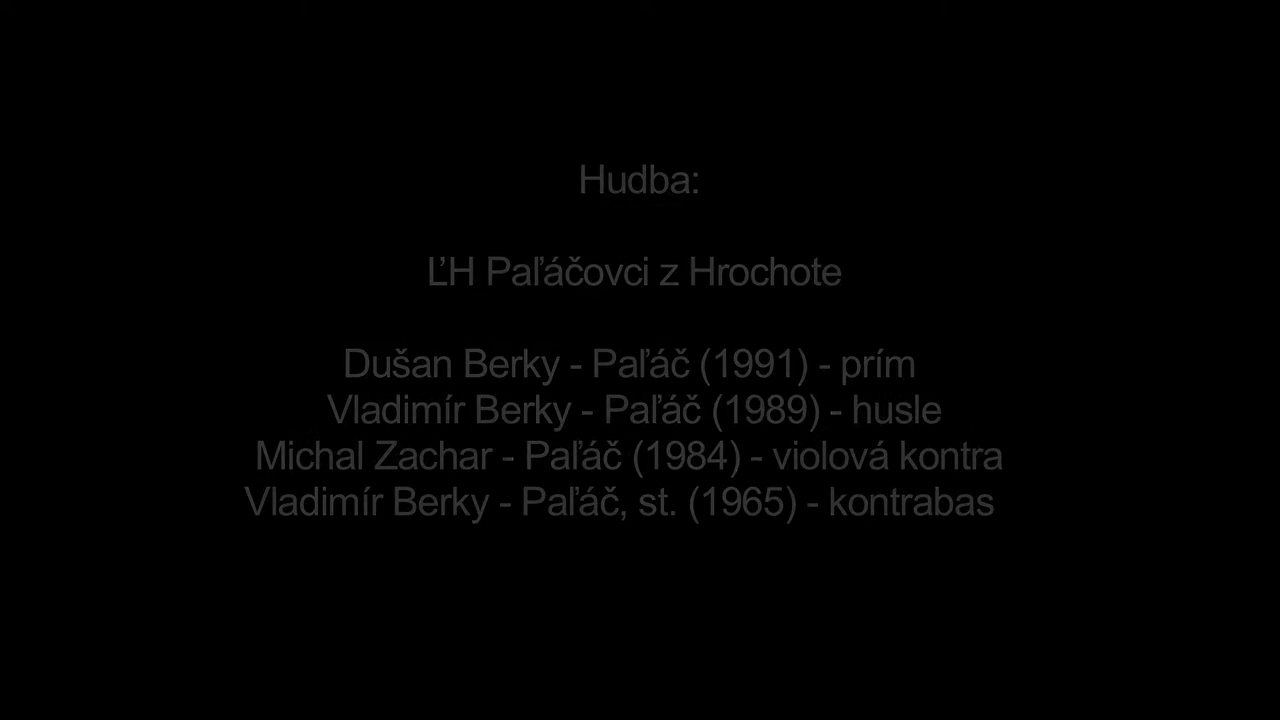 Hudba:
ĽH Paľáčovci z Hrochote
Dušan Berky - Paľáč (1991) - prím
Vladimír Berky - Paľáč (1989) - husle
Michal Zachar - Paľáč (1984) - violová kontra
Vladimír Berky - Paľáč, st. (1965) - kontrabas